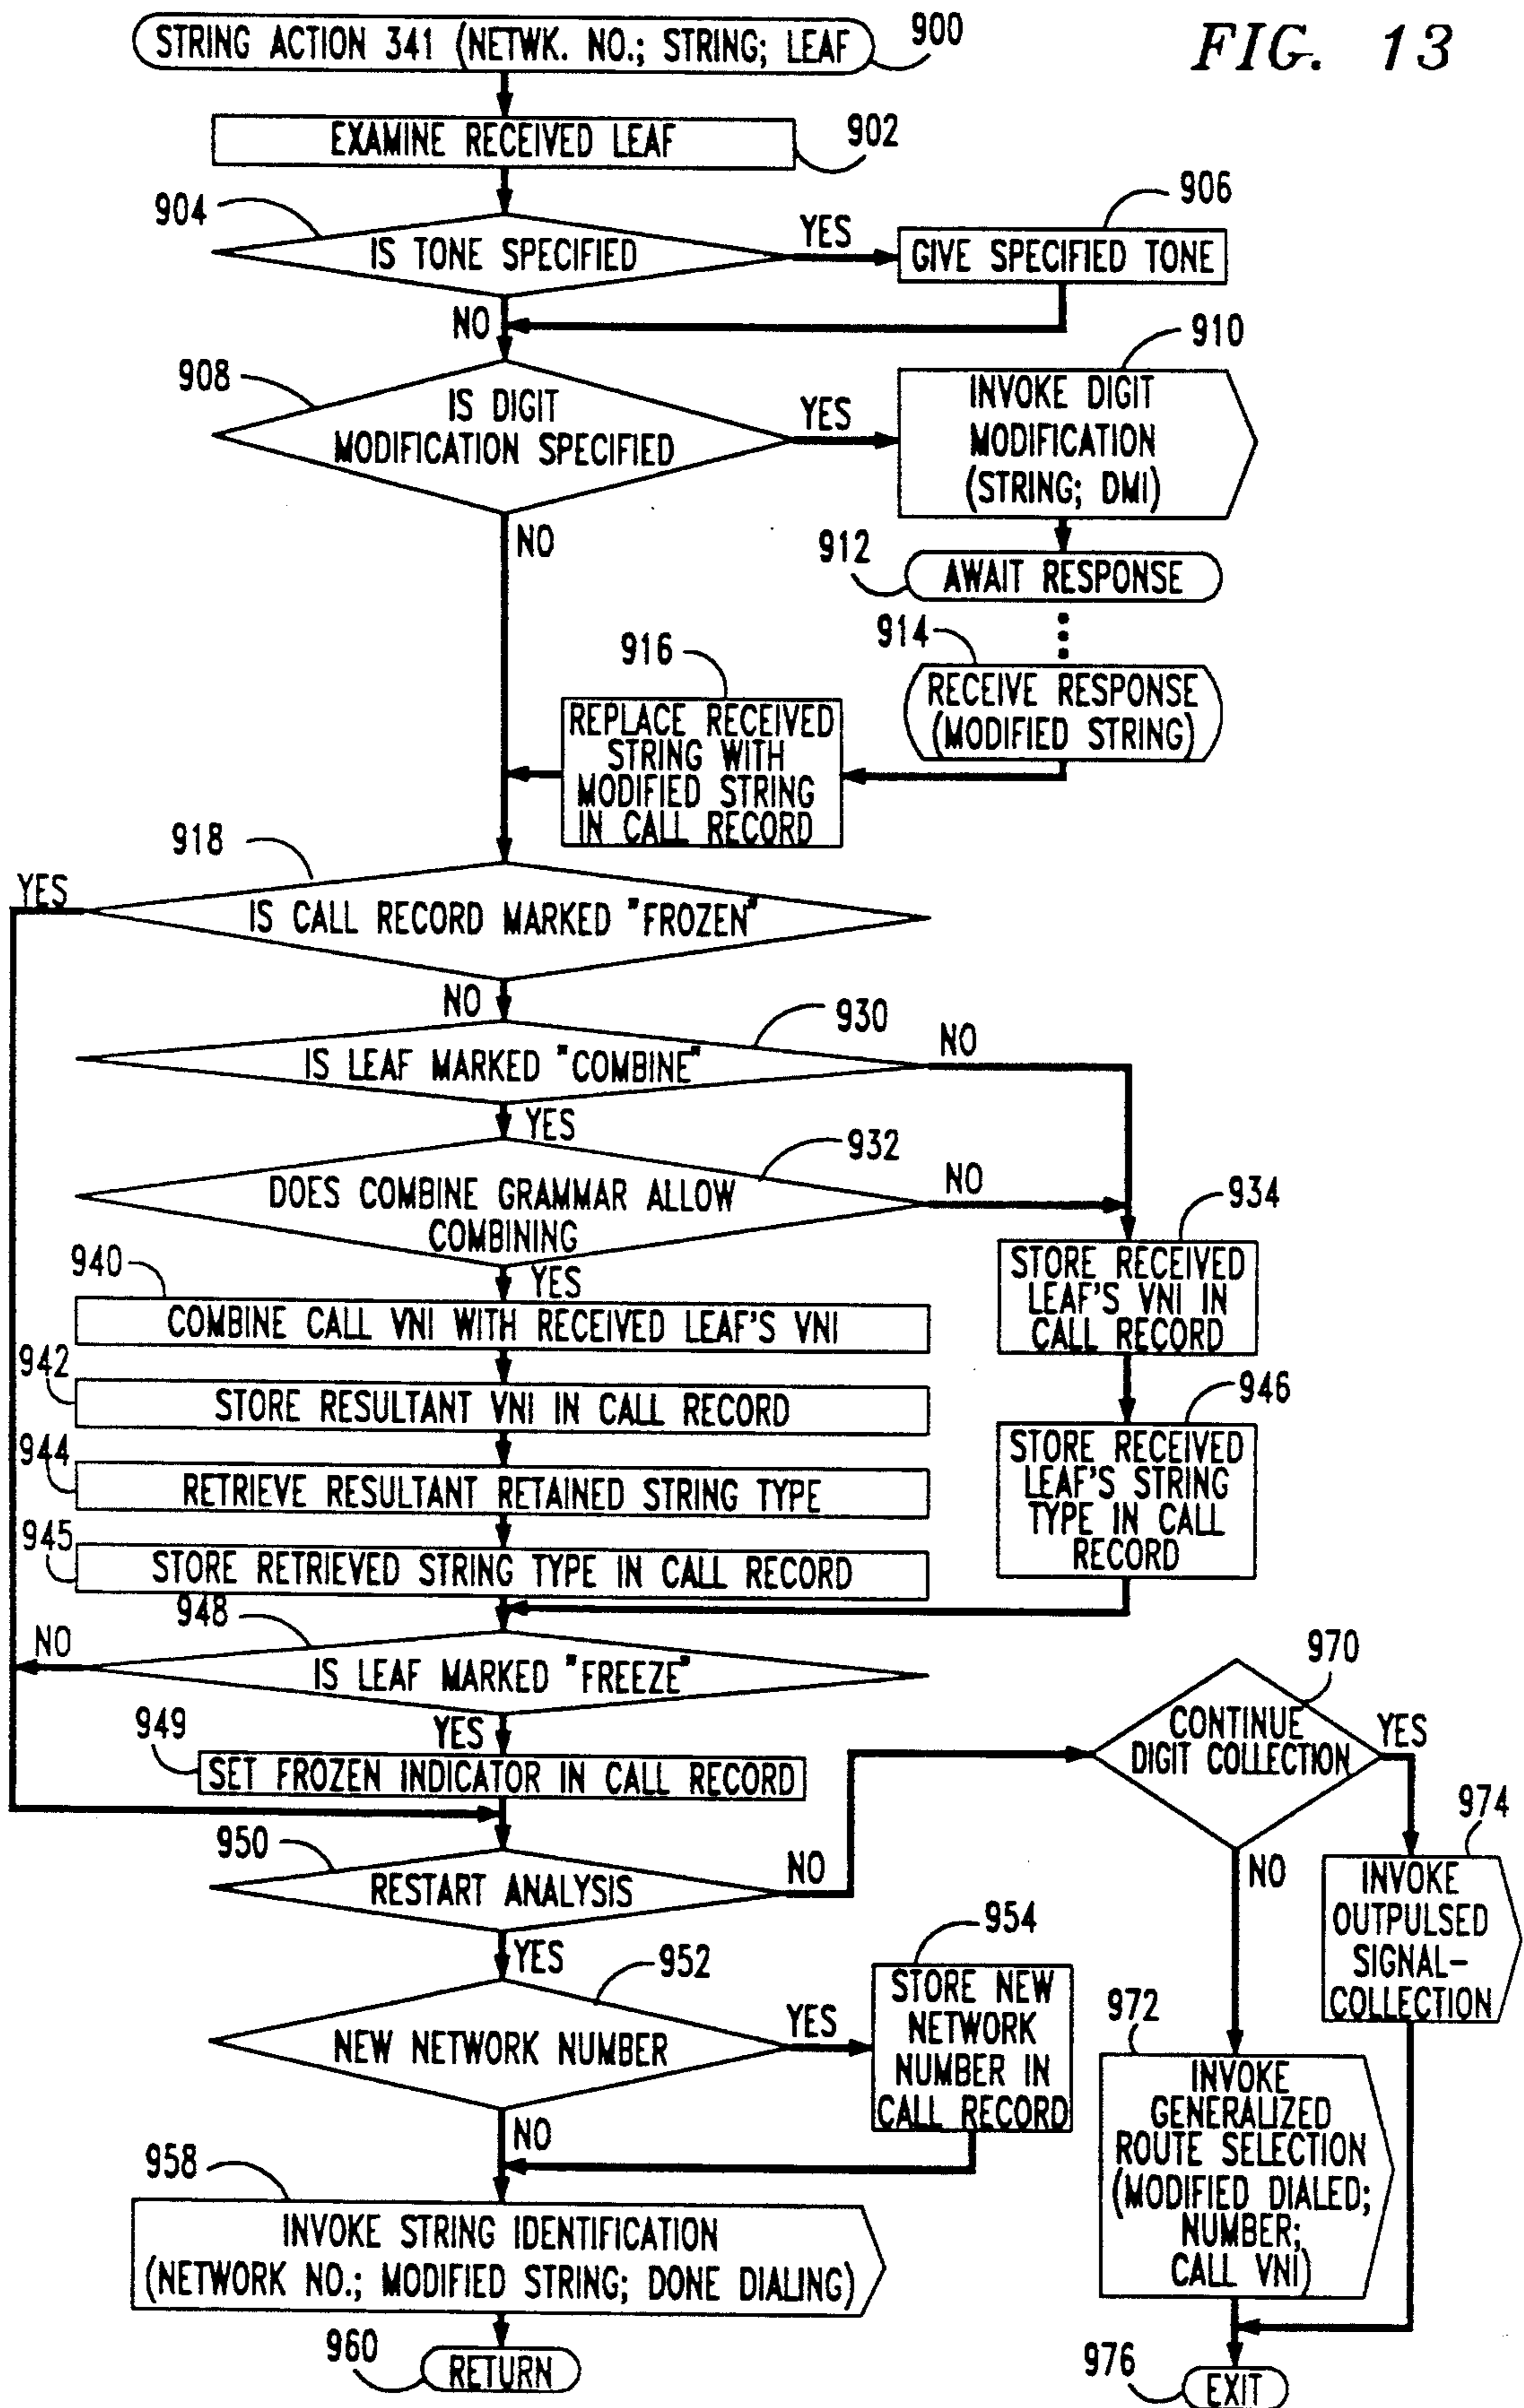 STRING ACTION 341 (NETWK. NO.; STRING; LEAF
900
FIG. 13
EXAMINE RECEIVED LEAF
902
904
IS TONE SPECIFIED
YES
906
GIVE SPECIFIED TONE
NO
908
IS DIGIT
MODIFICATION SPECIFIED
YES
910
INVOKE DIGIT
MODIFICATION
(STRING; DMI)
NO
912
AWAIT RESPONSE
914
RECEIVE RESPONSE
(MODIFIED STRING)
916
REPLACE RECEIVED
STRING WITH
MODIFIED STRING
IN CALL RECORD
918
YES
IS CALL RECORD MARKED "FROZEN"
NO
930
IS LEAF MARKED "COMBINE"
NO
YES
932
DOES COMBINE GRAMMAR ALLOW
COMBINING
NO
934
STORE RECEIVED
LEAF'S VNI IN
CALL RECORD
YES
940
COMBINE CALL VNI WITH RECEIVED LEAF'S VNI
942
STORE RESULTANT VNI IN CALL RECORD
946
STORE RECEIVED
LEAF'S STRING
TYPE IN CALL
RECORD
944
RETRIEVE RESULTANT RETAINED STRING TYPE
945
STORE RETRIEVED STRING TYPE IN CALL RECORD
948
NO
IS LEAF MARKED "FREEZE"
YES
949
SET FROZEN INDICATOR IN CALL RECORD
950
RESTART ANALYSIS
NO
970
CONTINUE
DIGIT COLLECTION
YES
974
INVOKE
OUTPULSED
SIGNAL-
COLLECTION
NO
972
INVOKE
GENERALIZED
ROUTE SELECTION
(MODIFIED DIALED;
NUMBER;
CALL VNI)
YES
952
NEW NETWORK NUMBER
YES
954
STORE NEW
NETWORK
NUMBER IN
CALL RECORD
NO
958
INVOKE STRING IDENTIFICATION
(NETWORK NO.; MODIFIED STRING; DONE DIALING)
960
RETURN
976
EXIT